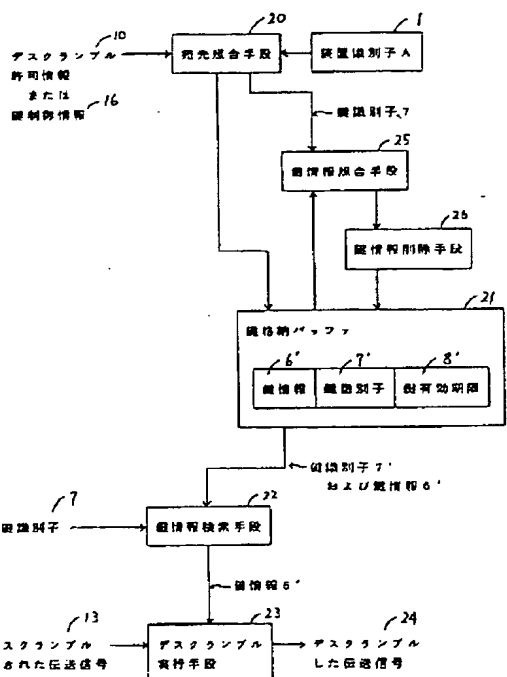 20
1
10
デスクランブル
許可情報
または
鍵制御情報
16
宛先照合手段
装置識別子A
鍵識別子7
25
鍵情報照合手段
26
鍵情報削除手段
21
鍵格納バッファ
6'
7'
8'
鍵情報
鍵識別子
鍵有効期限
鍵識別子7'
および鍵情報6'
7
鍵識別子
22
鍵情報検索手段
鍵情報6'
13
23
24
スクランブル
された伝送信号
デスクランブル
実行手段
デスクランブル
した伝送信号